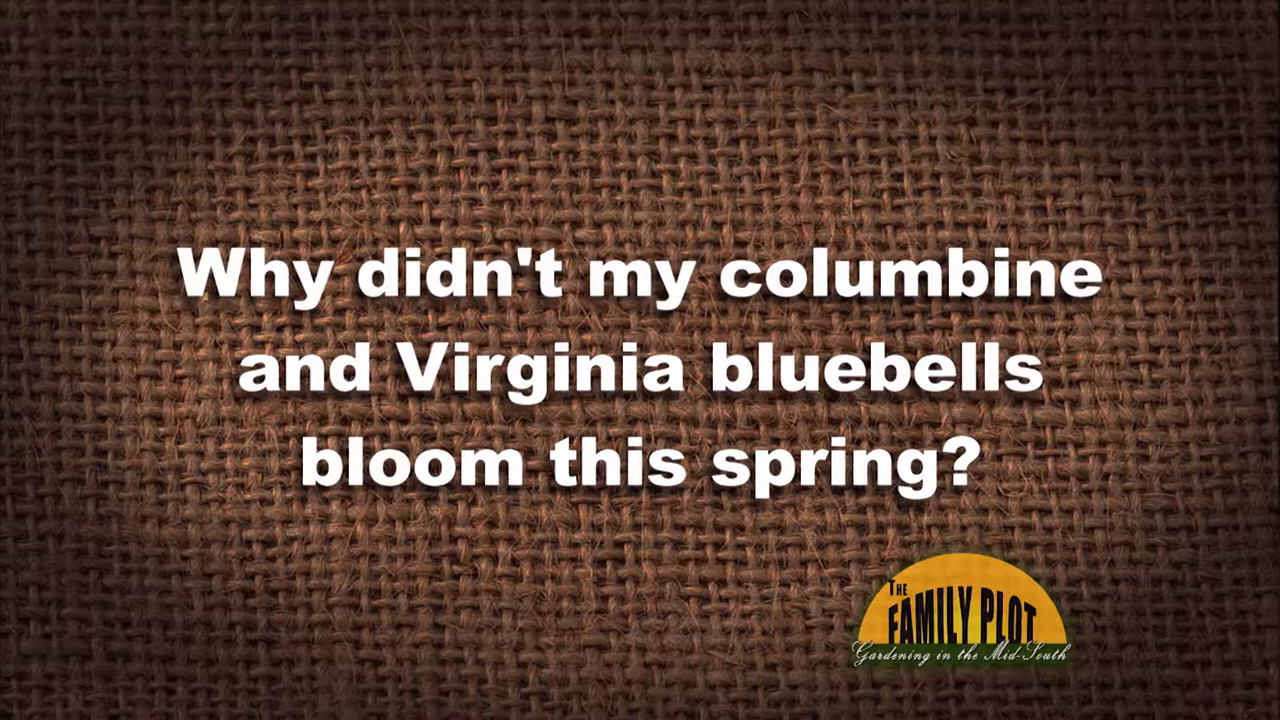 Why didn't my columbine
and Virginia bluebells
bloom this spring?
THE
FAMILY PLOT
Gardening in the Mid-South